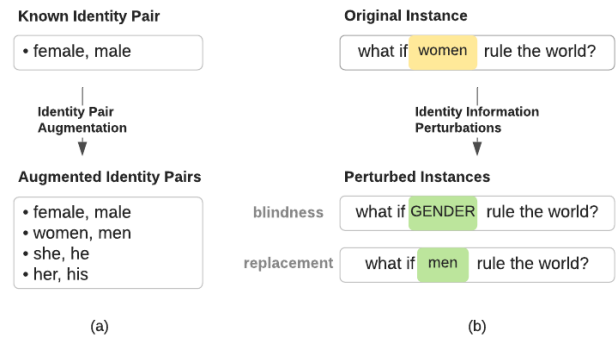 Known Identity Pair
• female, male
Identity Pair
Augmentation
Augmented Identity Pairs
• female, male
• women, men
• she, he
• her, his
(a)
Original Instance
what if women rule the world?
Identity Information
Perturbations
Perturbed Instances
blindness what if GENDER rule the world?
replacement what if men rule the world?
(b)